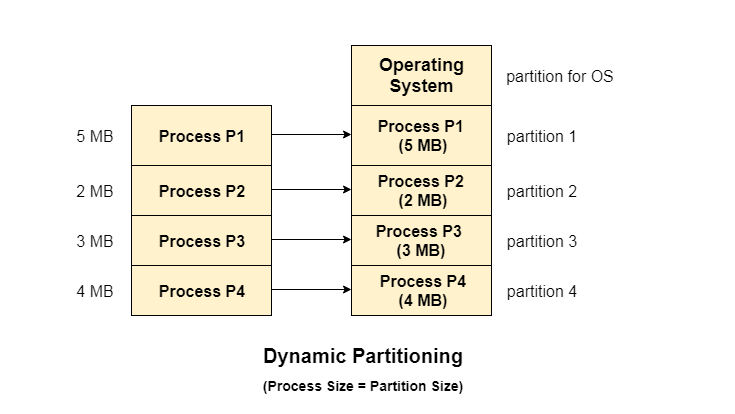 Operating
System
partition for OS
5 MB
Process P1
Process P1
(5 MB)
partition 1
2 MB
Process P2
Process P2
(2 MB)
partition 2
3 MB
Process P3
Process P3
(3 MB)
partition 3
4 MB
Process P4
Process P4
(4 MB)
partition 4
Dynamic Partitioning
(Process Size = Partition Size)